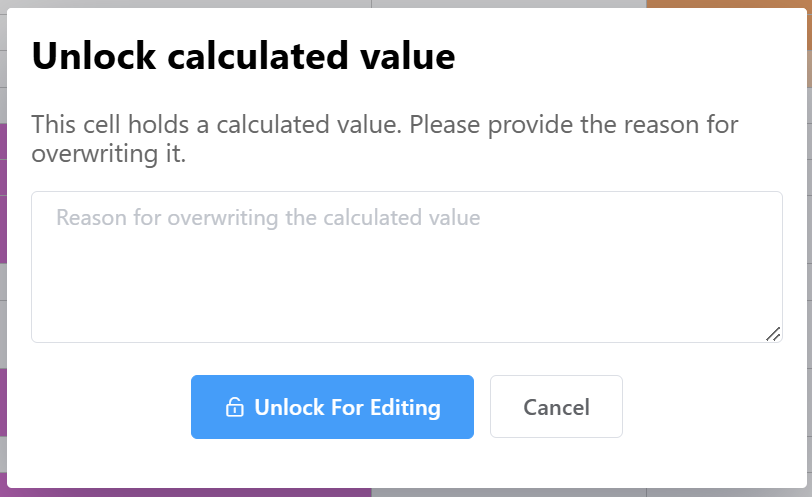 Unlock calculated value
This cell holds a calculated value. Please provide the reason for
overwriting it.
Reason for overwriting the calculated value
Unlock For Editing
Cancel